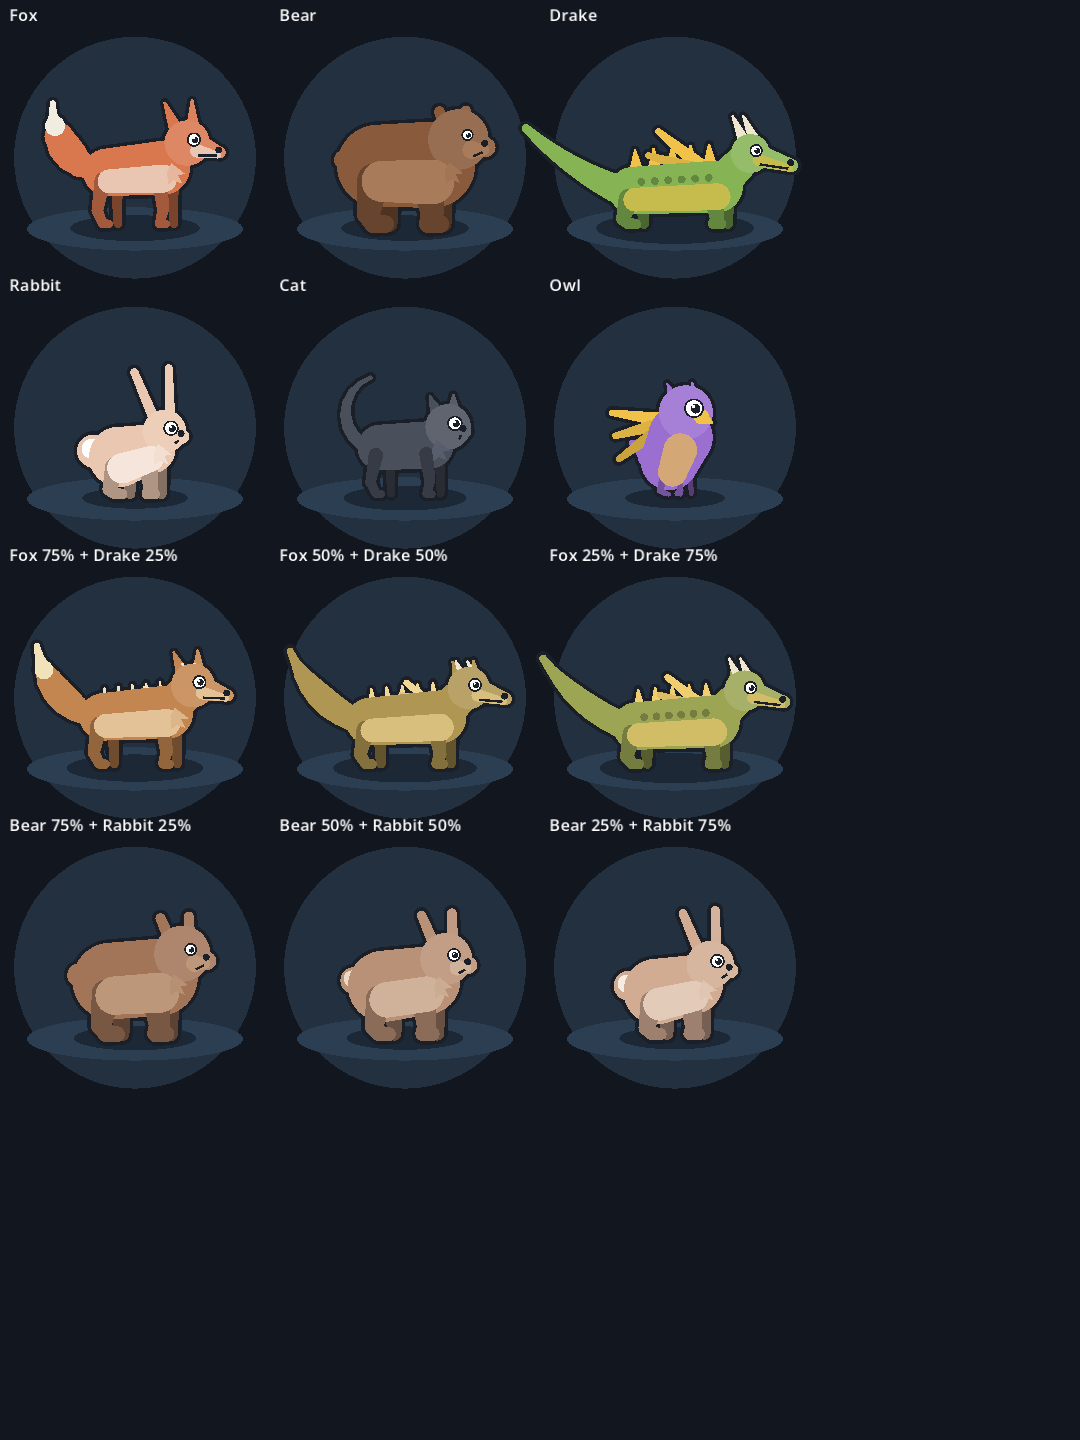 Fox
Bear
Drake
Rabbit
Cat
Owl
Fox 75% + Drake 25%
Fox 50% + Drake 50%
Fox 25% + Drake 75%
Bear 75% + Rabbit 25%
Bear 50% + Rabbit 50%
Bear 25% + Rabbit 75%